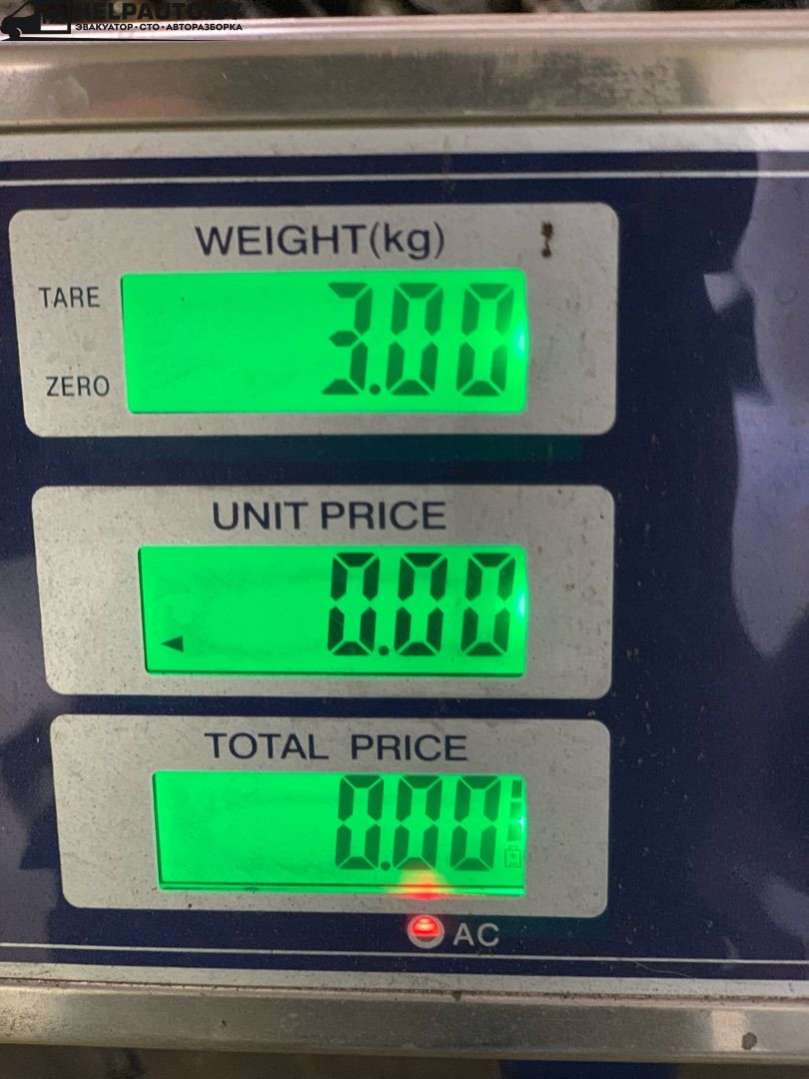 ЭВАКУАТОР • СТО • АВТОРАЗБОРКА
WEIGHT(kg)
TARE
3.00
ZERO
UNIT PRICE
0.00
TOTAL PRICE
0.00
AC